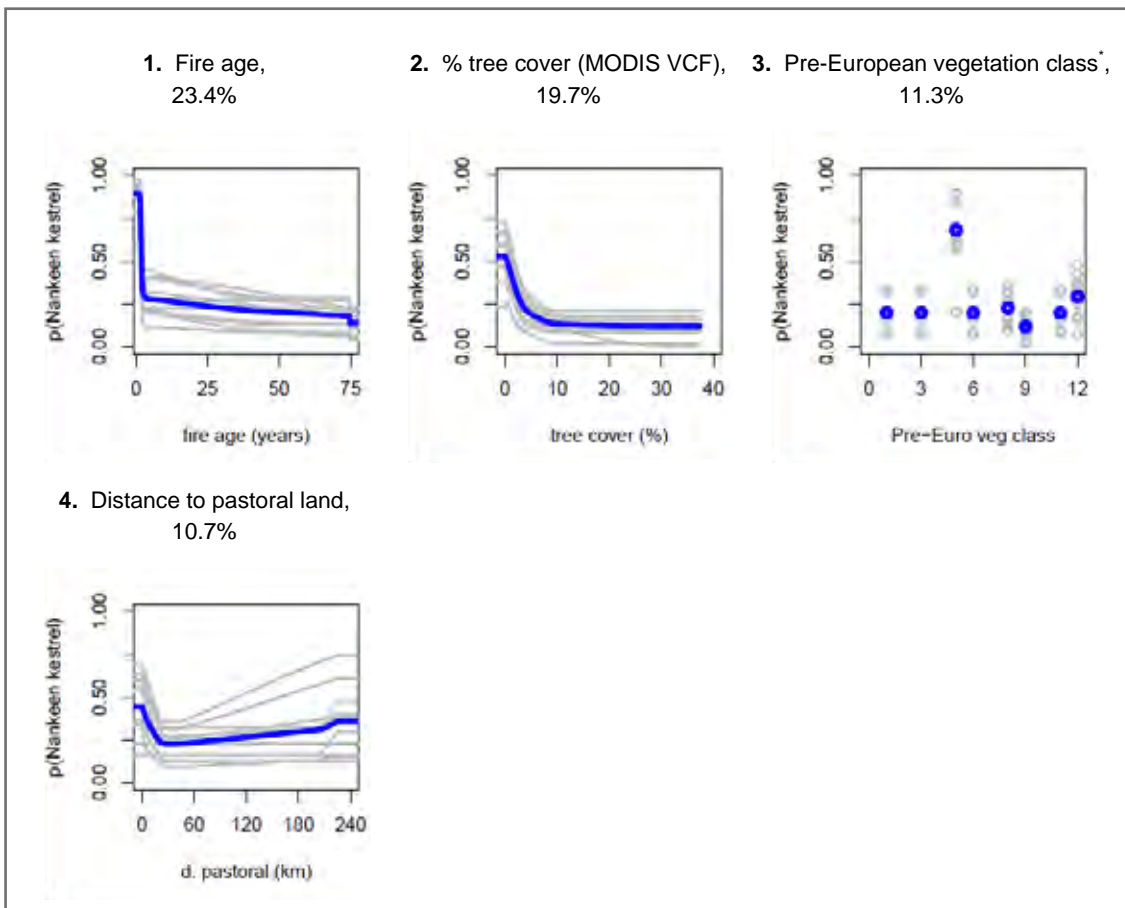 1. Fire age,
23.4%
2. % tree cover (MODIS VCF),
19.7%
3. Pre-European vegetation class*,
11.3%
p(Nankeen kestrel)
1.00
0.50
0.00
0 25 50 75
fire age (years)
p(Nankeen kestrel)
1.00
0.50
0.00
0 10 20 30 40
tree cover (%)
p(Nankeen kestrel)
1.00
0.50
0.00
0 3 6 9 12
Pre-Euro veg class
4. Distance to pastoral land,
10.7%
p(Nankeen kestrel)
1.00
0.50
0.00
0 60 120 180 240
d. pastoral (km)